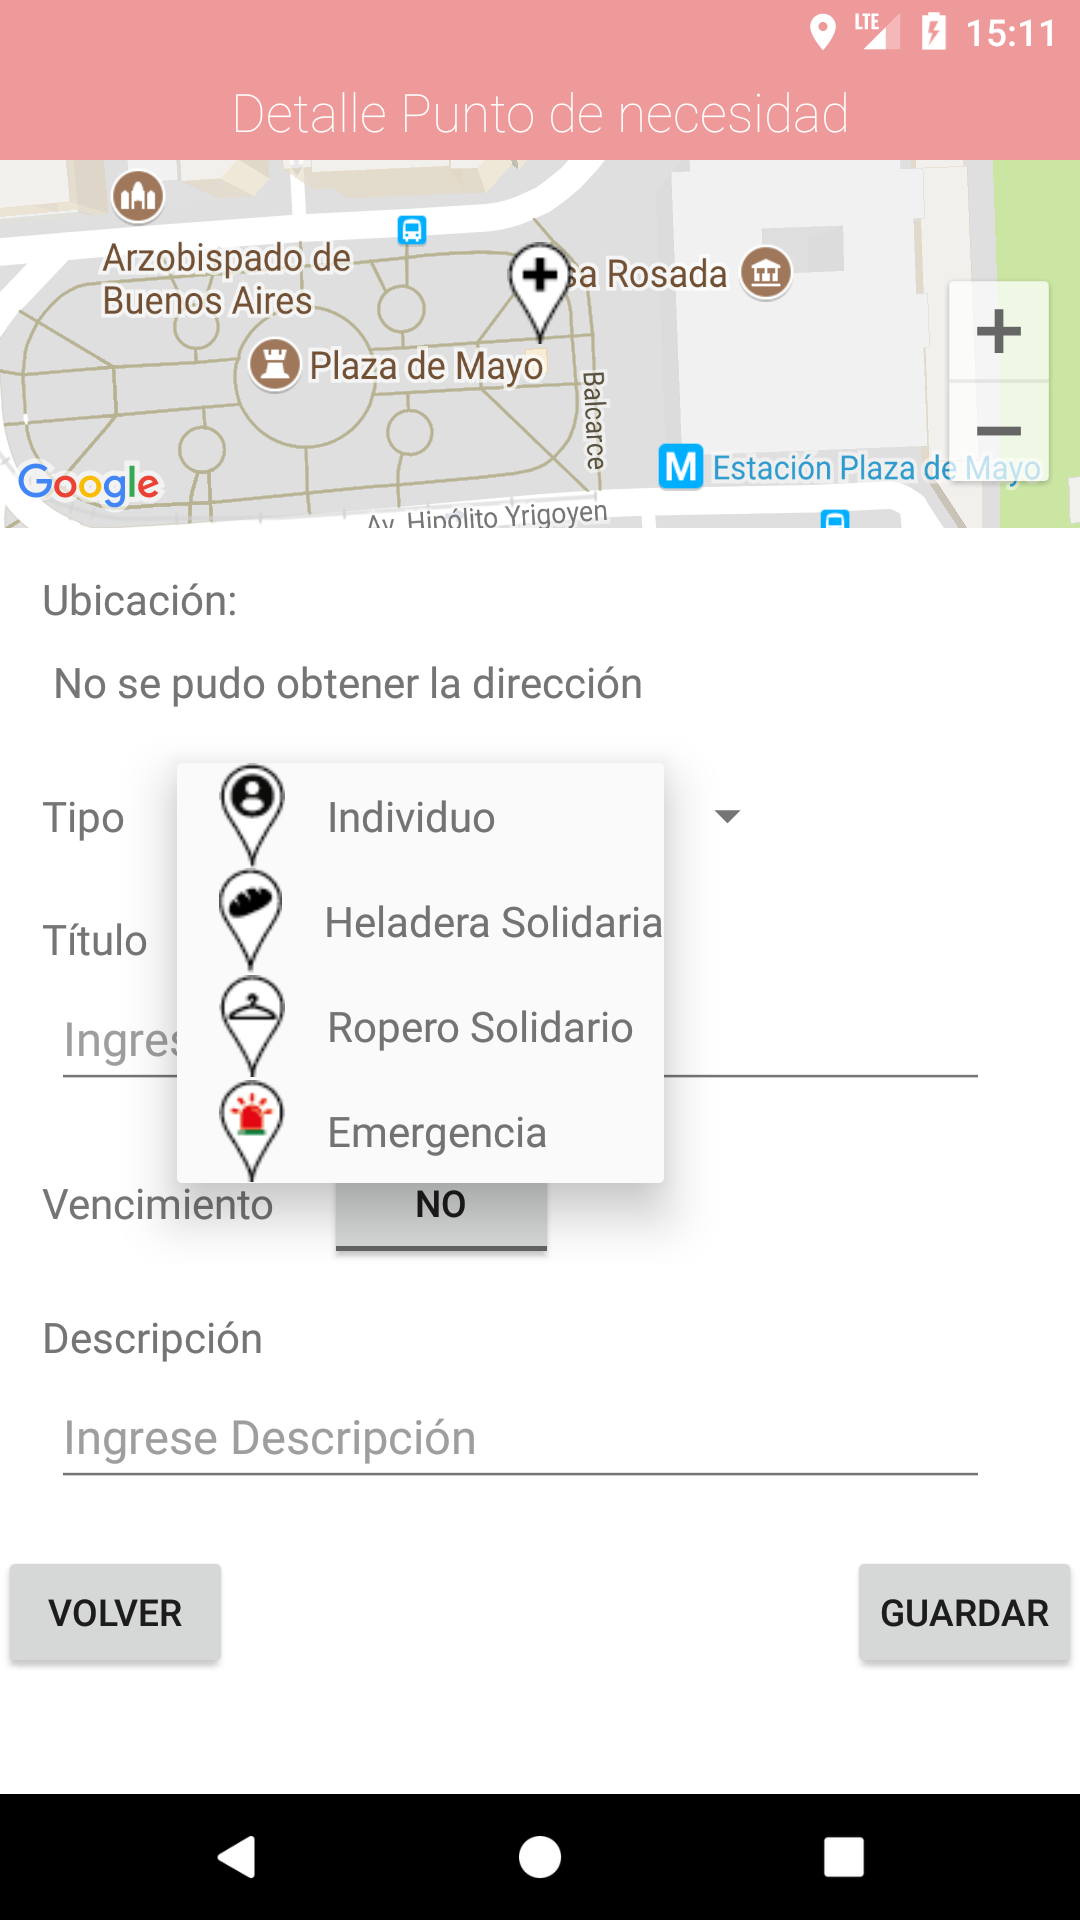 LTE 15:11
Detalle Punto de necesidad
Arzobispado de
Buenos Aires
sa Rosada
Plaza de Mayo
Balcarce
Estación Plaza de Mayo
Google
Av. Hipólito Yrigoyen
Ubicación:
No se pudo obtener la dirección
Tipo
Individuo
Heladera Solidaria
Título
Ropero Solidario
Ingres
Emergencia
Vencimiento
NO
Descripción
Ingrese Descripción
VOLVER
GUARDAR